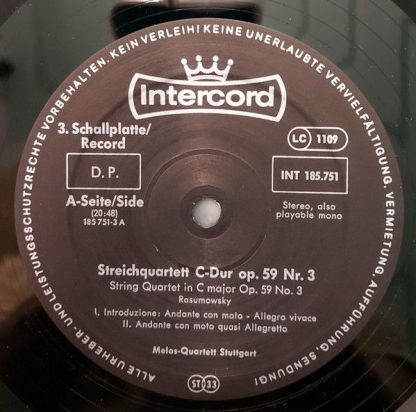 ALLE URHEBER- UND LEISTUNGSSCHUTZRECHTE VORBEHALTEN. KEIN VERLEIH! KEINE UNERLAUBTE VERVIELFÄLTIGUNG, VERMIETUNG, AUFFÜHRUNG, SENDUNG!
Intercord
3. Schallplatte/
Record
LC 1109
D. P.
INT 185.751
A-Seite/Side
(20:48)
185 751-3 A
Stereo, also
playable mono
Streichquartett C-Dur op. 59 Nr. 3
String Quartet in C major Op. 59 No. 3
Rasumowsky
I. Introduzione: Andante con moto - Allegro vivace
II. Andante con moto quasi Allegretto
Melos-Quartett Stuttgart
ST 33